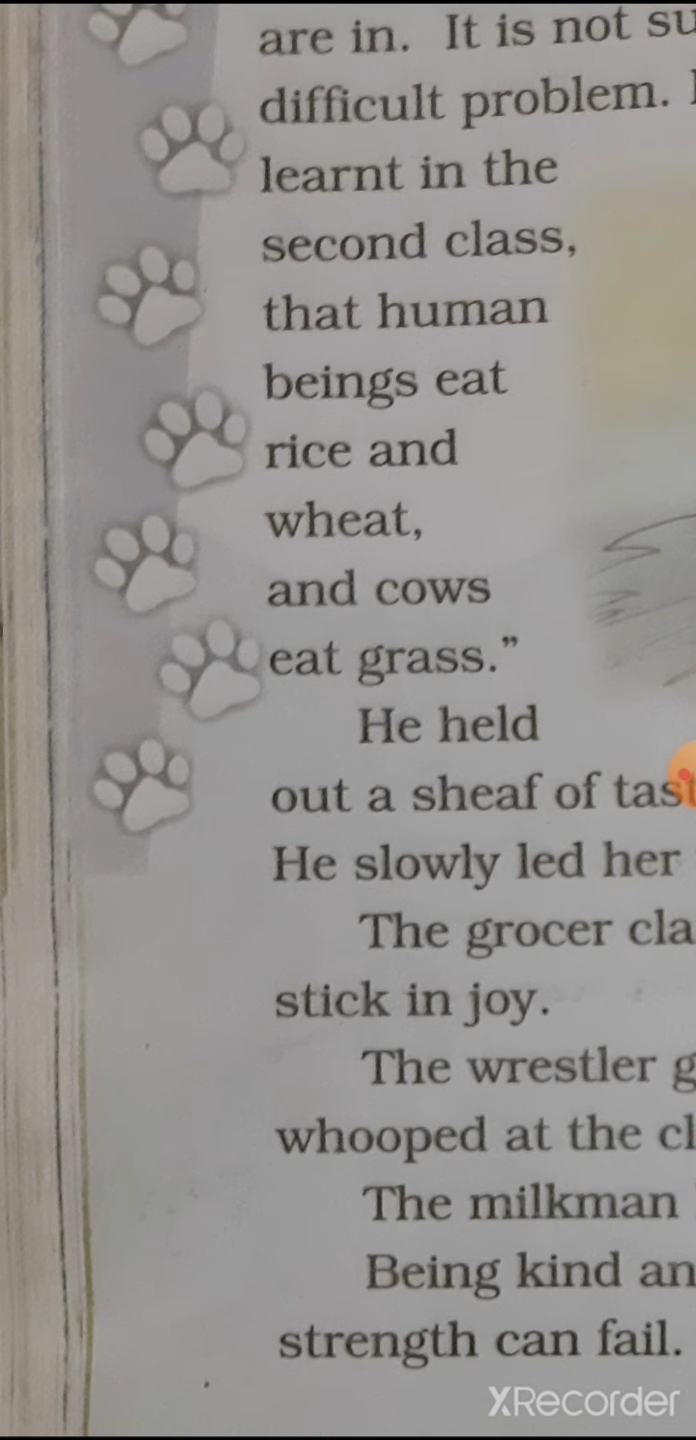 are in. It is not
difficult problem.
learnt in the
second class,
that human
beings eat
rice and
wheat,
and cows
eat grass.”
He held
out a sheaf of
He slowly led her
The grocer
stick in joy.
The wrestler
whooped at the
The milkman
Being kind
strength can fail.
XRecorder